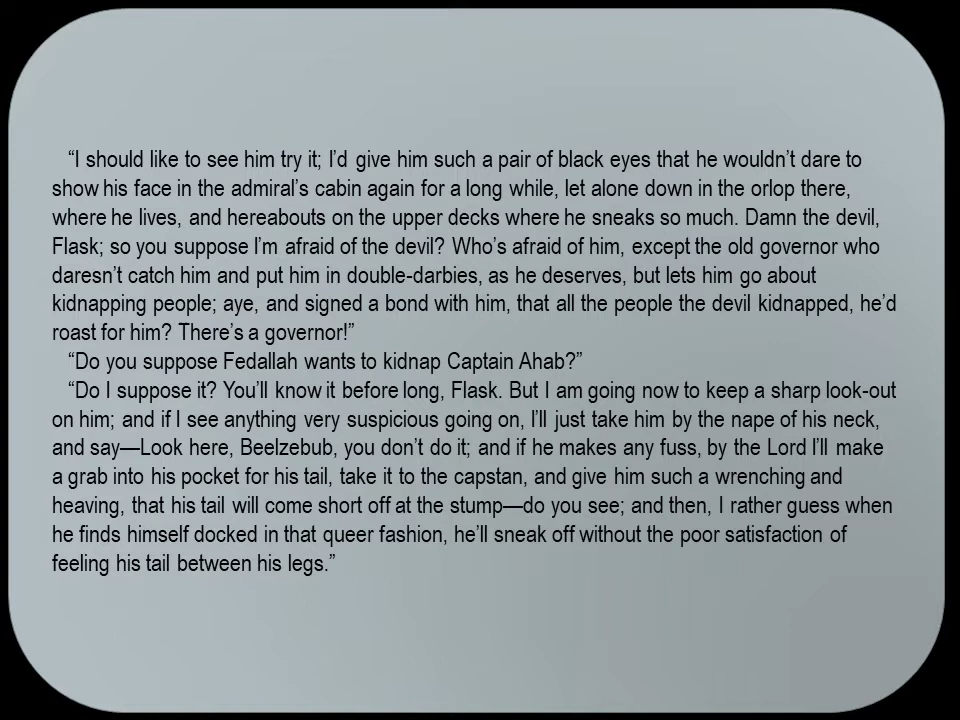 “I should like to see him try it; I’d give him such a pair of black eyes that he wouldn’t dare to
show his face in the admiral’s cabin again for a long while, let alone down in the orlop there,
where he lives, and hereabouts on the upper decks where he sneaks so much. Damn the devil,
Flask; so you suppose I’m afraid of the devil? Who’s afraid of him, except the old governor who
daresn’t catch him and put him in double-darbies, as he deserves, but lets him go about
kidnapping people; aye, and signed a bond with him, that all the people the devil kidnapped, he’d
roast for him? There’s a governor!”
“Do you suppose Fedallah wants to kidnap Captain Ahab?”
“Do I suppose it? You’ll know it before long, Flask. But I am going now to keep a sharp look-out
on him; and if I see anything very suspicious going on, I’ll just take him by the nape of his neck,
and say—Look here, Beelzebub, you don’t do it; and if he makes any fuss, by the Lord I’ll make
a grab into his pocket for his tail, take it to the capstan, and give him such a wrenching and
heaving, that his tail will come short off at the stump—do you see; and then, I rather guess when
he finds himself docked in that queer fashion, he’ll sneak off without the poor satisfaction of
feeling his tail between his legs.”